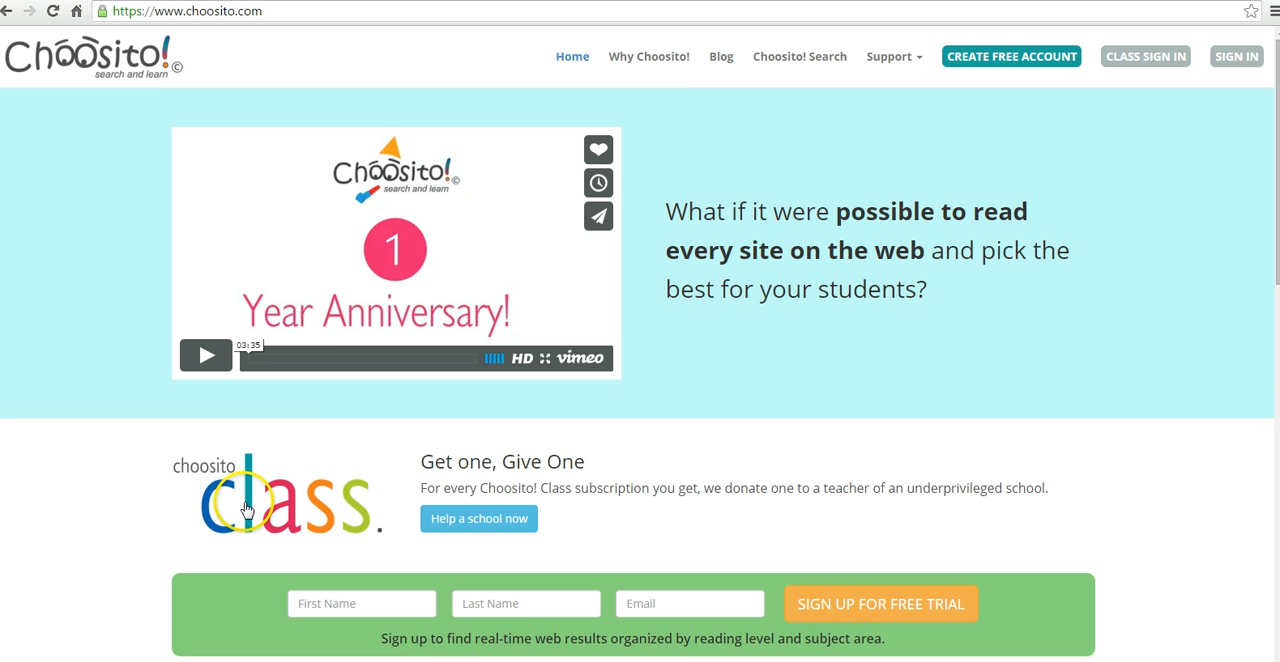 https://www.choosito.com
Chóósito!©
search and learn
Home Why Choosito! Blog Choosito! Search Support CREATE FREE ACCOUNT CLASS SIGN IN SIGN IN
Chóósito!©
search and learn
1
Year Anniversary!
03:35
HD vimeo
What if it were possible to read
every site on the web and pick the
best for your students?
choosito
class.
Get one, Give One
For every Choosito! Class subscription you get, we donate one to a teacher of an underprivileged school.
Help a school now
First Name Last Name Email SIGN UP FOR FREE TRIAL
Sign up to find real-time web results organized by reading level and subject area.